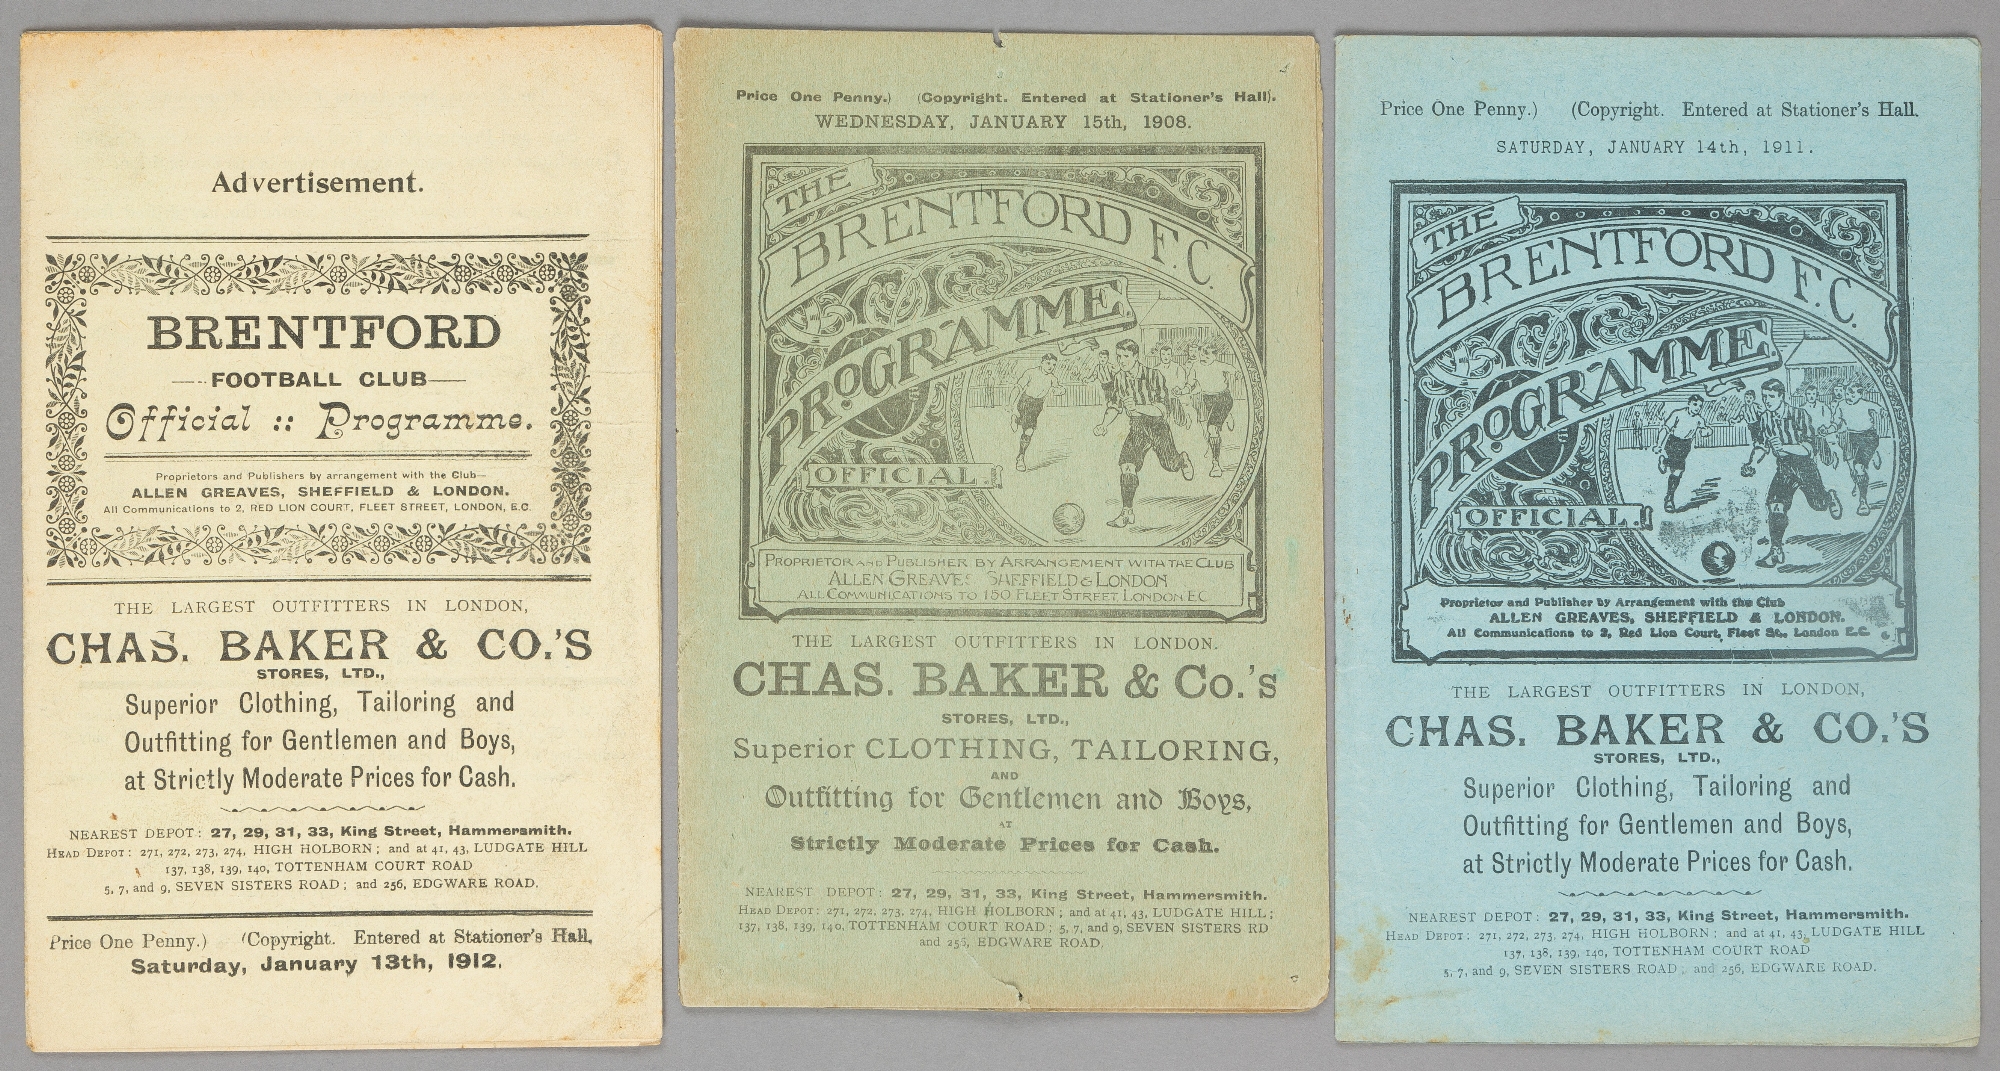 Advertisement.
BRENTFORD
FOOTBALL CLUB
Official :: Programme.
Proprietors and Publishers by arrangement with the Club—
ALLEN GREAVES, SHEFFIELD & LONDON.
All Communications to 2, RED LION COURT, FLEET STREET, LONDON, E.C.
THE LARGEST OUTFITTERS IN LONDON,
CHAS. BAKER & CO.'S
STORES, LTD.,
Superior Clothing, Tailoring and
Outfitting for Gentlemen and Boys,
at Strictly Moderate Prices for Cash.
NEAREST DEPOT: 27, 29, 31, 33, King Street, Hammersmith.
HEAD DEPOT: 271, 272, 273, 274, HIGH HOLBORN; and at 41, 43, LUDGATE HILL
137, 138, 139, 140, TOTTENHAM COURT ROAD
5, 7, and 9, SEVEN SISTERS ROAD; and 256, EDGWARE ROAD.
Price One Penny.) (Copyright. Entered at Stationer's Hall.
Saturday, January 13th, 1912.
Price One Penny.) (Copyright. Entered at Stationer's Hall).
WEDNESDAY, JANUARY 15th, 1908.
THE
BRENTFORD F.C.
PROGRAMME
OFFICIAL.
PROPRIETOR AND PUBLISHER BY ARRANGEMENT WITH THE CLUB
ALLEN GREAVES SHEFFIELD & LONDON
ALL COMMUNICATIONS TO 150 FLEET STREET LONDON E.C
THE LARGEST OUTFITTERS IN LONDON.
CHAS. BAKER & Co.'s
STORES, LTD.,
Superior CLOTHING, TAILORING,
AND
Outfitting for Gentlemen and Boys,
AT
Strictly Moderate Prices for Cash.
NEAREST DEPOT: 27, 29, 31, 33, King Street, Hammersmith.
HEAD DEPOT: 271, 272, 273, 274, HIGH HOLBORN; and at 41, 43, LUDGATE HILL;
137, 138, 139, 140, TOTTENHAM COURT ROAD; 5, 7, and 9, SEVEN SISTERS RD
and 256, EDGWARE ROAD.
Price One Penny.) (Copyright. Entered at Stationer's Hall.
SATURDAY, JANUARY 14th, 1911.
THE
BRENTFORD F.C.
PROGRAMME
OFFICIAL.
Proprietor and Publisher by Arrangement with the Club
ALLEN GREAVES, SHEFFIELD & LONDON.
All Communications to 2, Red Lion Court, Fleet St., London E.C.
THE LARGEST OUTFITTERS IN LONDON,
CHAS. BAKER & CO.'S
STORES, LTD.,
Superior Clothing, Tailoring and
Outfitting for Gentlemen and Boys,
at Strictly Moderate Prices for Cash.
NEAREST DEPOT: 27, 29, 31, 33, King Street, Hammersmith.
HEAD DEPOT: 271, 272, 273, 274, HIGH HOLBORN; and at 41, 43, LUDGATE HILL
137, 138, 139, 140, TOTTENHAM COURT ROAD
5, 7, and 9, SEVEN SISTERS ROAD; and 256, EDGWARE ROAD.